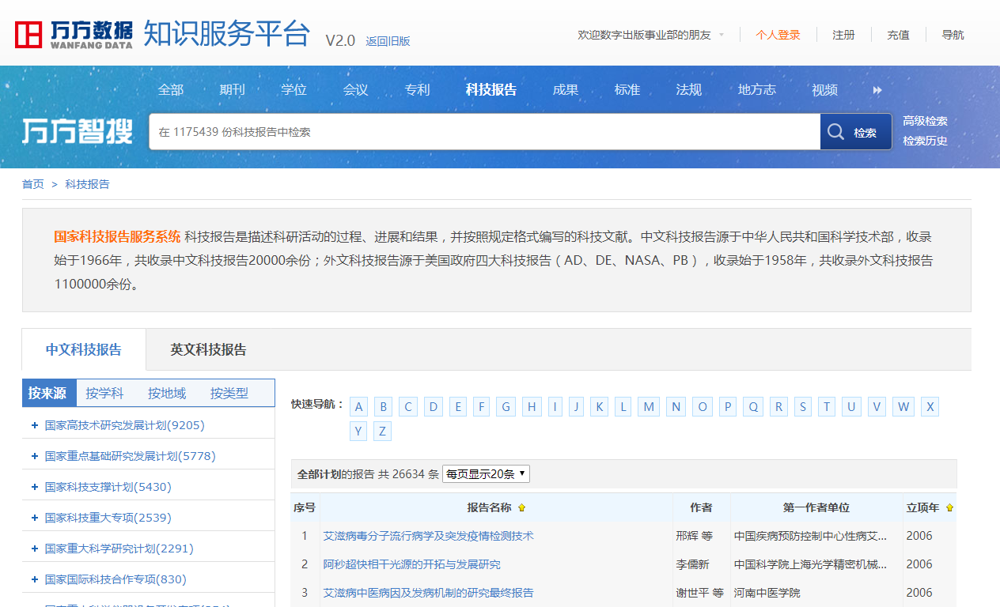 万方数据 知识服务平台 V2.0 返回旧版 欢迎数字出版事业部的朋友 个人登录 注册 充值 导航
WANFANG DATA
全部 期刊 学位 会议 专利 科技报告 成果 标准 法规 地方志 视频
万方智搜 在 1175439 份科技报告中检索 检索 高级检索
检索历史
首页 > 科技报告
国家科技报告服务系统 科技报告是描述科研活动的过程、进展和结果，并按照规定格式编写的科技文献。中文科技报告源于中华人民共和国科学技术部，收录
始于1966年，共收录中文科技报告20000余份；外文科技报告源于美国政府四大科技报告（AD、DE、NASA、PB），收录始于1958年，共收录外文科技报告
1100000余份。
中文科技报告 英文科技报告
按来源 按学科 按地域 按类型
+ 国家高技术研究发展计划(9205)
+ 国家重点基础研究发展计划(5778)
+ 国家科技支撑计划(5430)
+ 国家科技重大专项(2539)
+ 国家重大科学研究计划(2291)
+ 国家国际科技合作专项(830)
快速导航： A B C D E F G H I J K L M N O P Q R S T U V W X
Y Z
全部计划的报告 共 26634 条 每页显示20条
序号 报告名称 作者 第一作者单位 立项年
1 艾滋病毒分子流行病学及突发疫情检测技术 邢辉 等 中国疾病预防控制中心性病艾... 2006
2 阿秒超快相干光源的开拓与发展研究 李儒新 中国科学院上海光学精密机械... 2006
3 艾滋病中医病因及发病机制的研究最终报告 谢世平 等 河南中医学院 2006